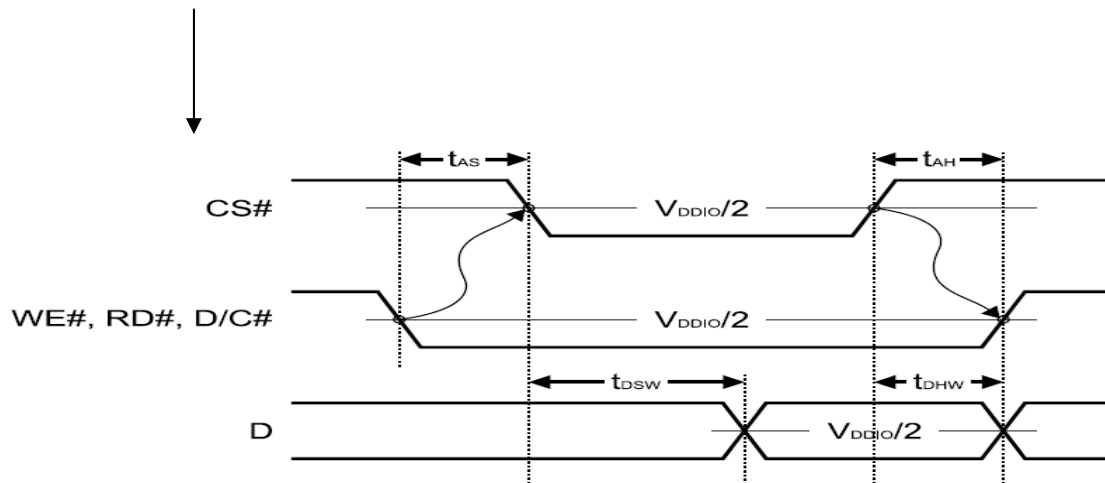 tAS tAH
CS# VDDIO/2
WE#, RD#, D/C# VDDIO/2
tDSW tDHW
D VDDIO/2